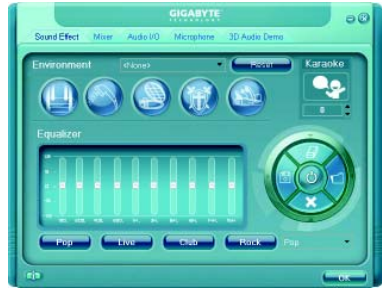 GIGABYTE
TECHNOLOGY
Sound Effect Mixer Audio I/O Microphone 3D Audio Demo
Environment <None> Reset Karaoke
0
Equalizer
Pop Live Club Rock Pop
OK